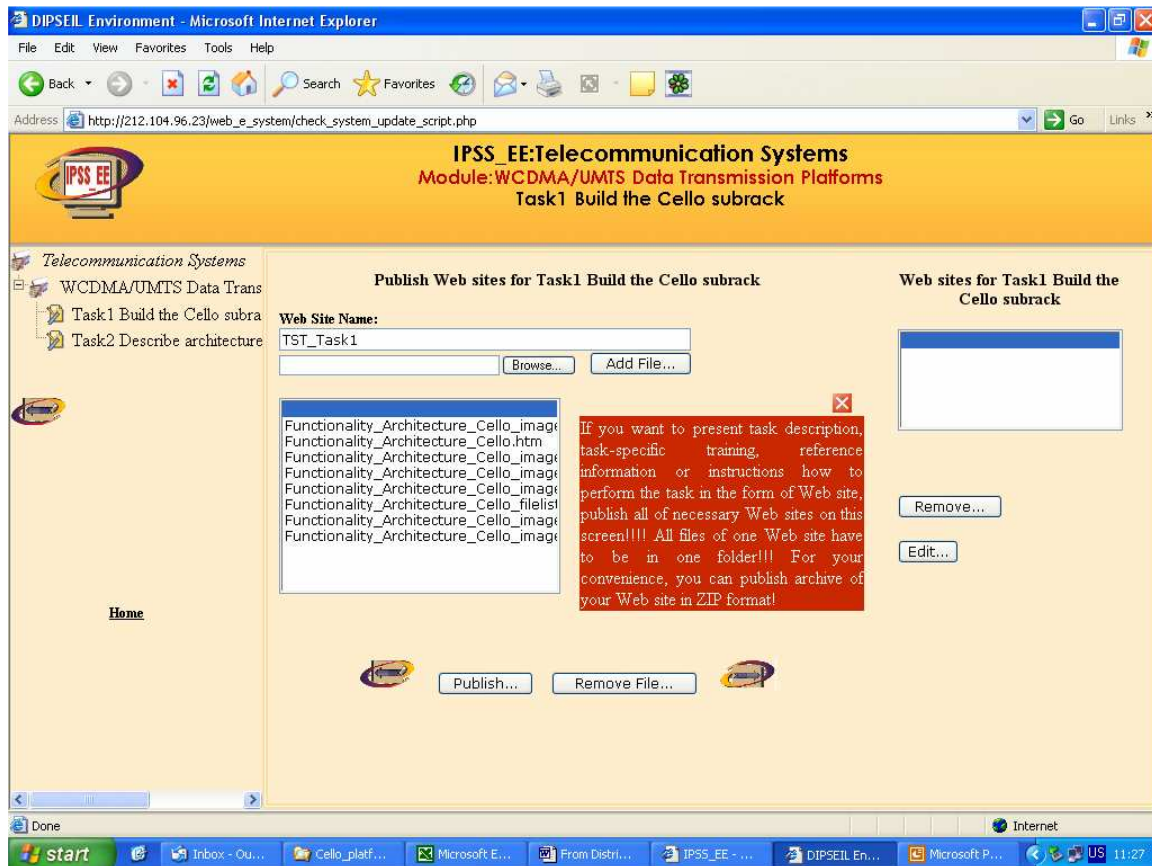 DIPSEIL Environment - Microsoft Internet Explorer
File Edit View Favorites Tools Help
Back Search Favorites
Address http://212.104.96.23/web_e_system/check_system_update_script.php Go Links »
IPSS EE
IPSS_EE:Telecommunication Systems
Module:WCDMA/UMTS Data Transmission Platforms
Task1 Build the Cello subrack
Telecommunication Systems
WCDMA/UMTS Data Trans
Task1 Build the Cello subra
Task2 Describe architecture
Home
Publish Web sites for Task1 Build the Cello subrack
Web Site Name:
TST_Task1
Browse... Add File...
Functionality_Architecture_Cello_image
Functionality_Architecture_Cello.htm
Functionality_Architecture_Cello_image
Functionality_Architecture_Cello_image
Functionality_Architecture_Cello_image
Functionality_Architecture_Cello_filelist
Functionality_Architecture_Cello_image
Functionality_Architecture_Cello_image
If you want to present task description,
task-specific training, reference
information or instructions how to
perform the task in the form of Web site,
publish all of necessary Web sites on this
screen!!!! All files of one Web site have
to be in one folder!!! For your
convenience, you can publish archive of
your Web site in ZIP format!
Publish... Remove File...
Web sites for Task1 Build the
Cello subrack
Remove...
Edit...
Done Internet
start Inbox - Ou... Cello_platf... Microsoft E... From Distri... IPSS_EE - ... DIPSEIL En... Microsoft P... US 11:27